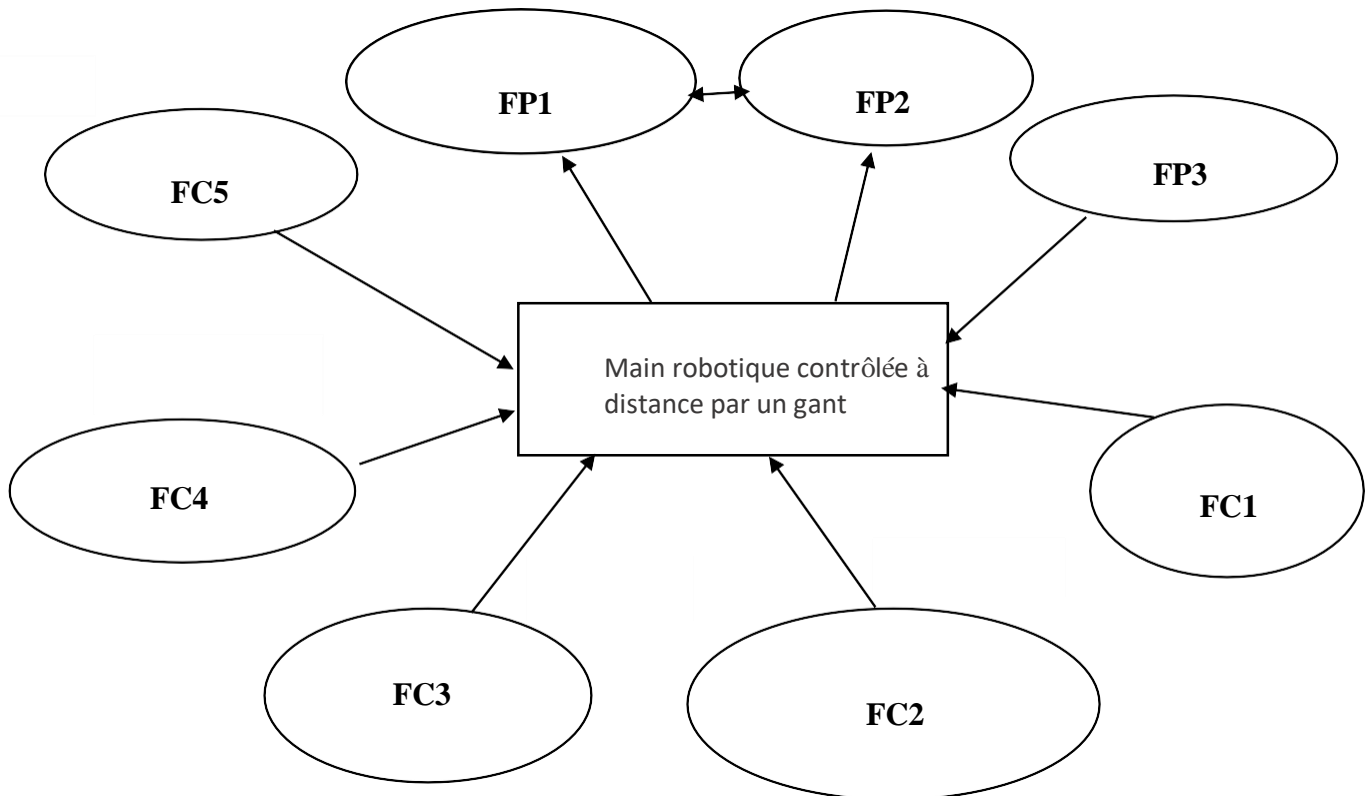 FP1
FP2
FP3
FC5
Main robotique contrôlée à
distance par un gant
FC4
FC1
FC3
FC2